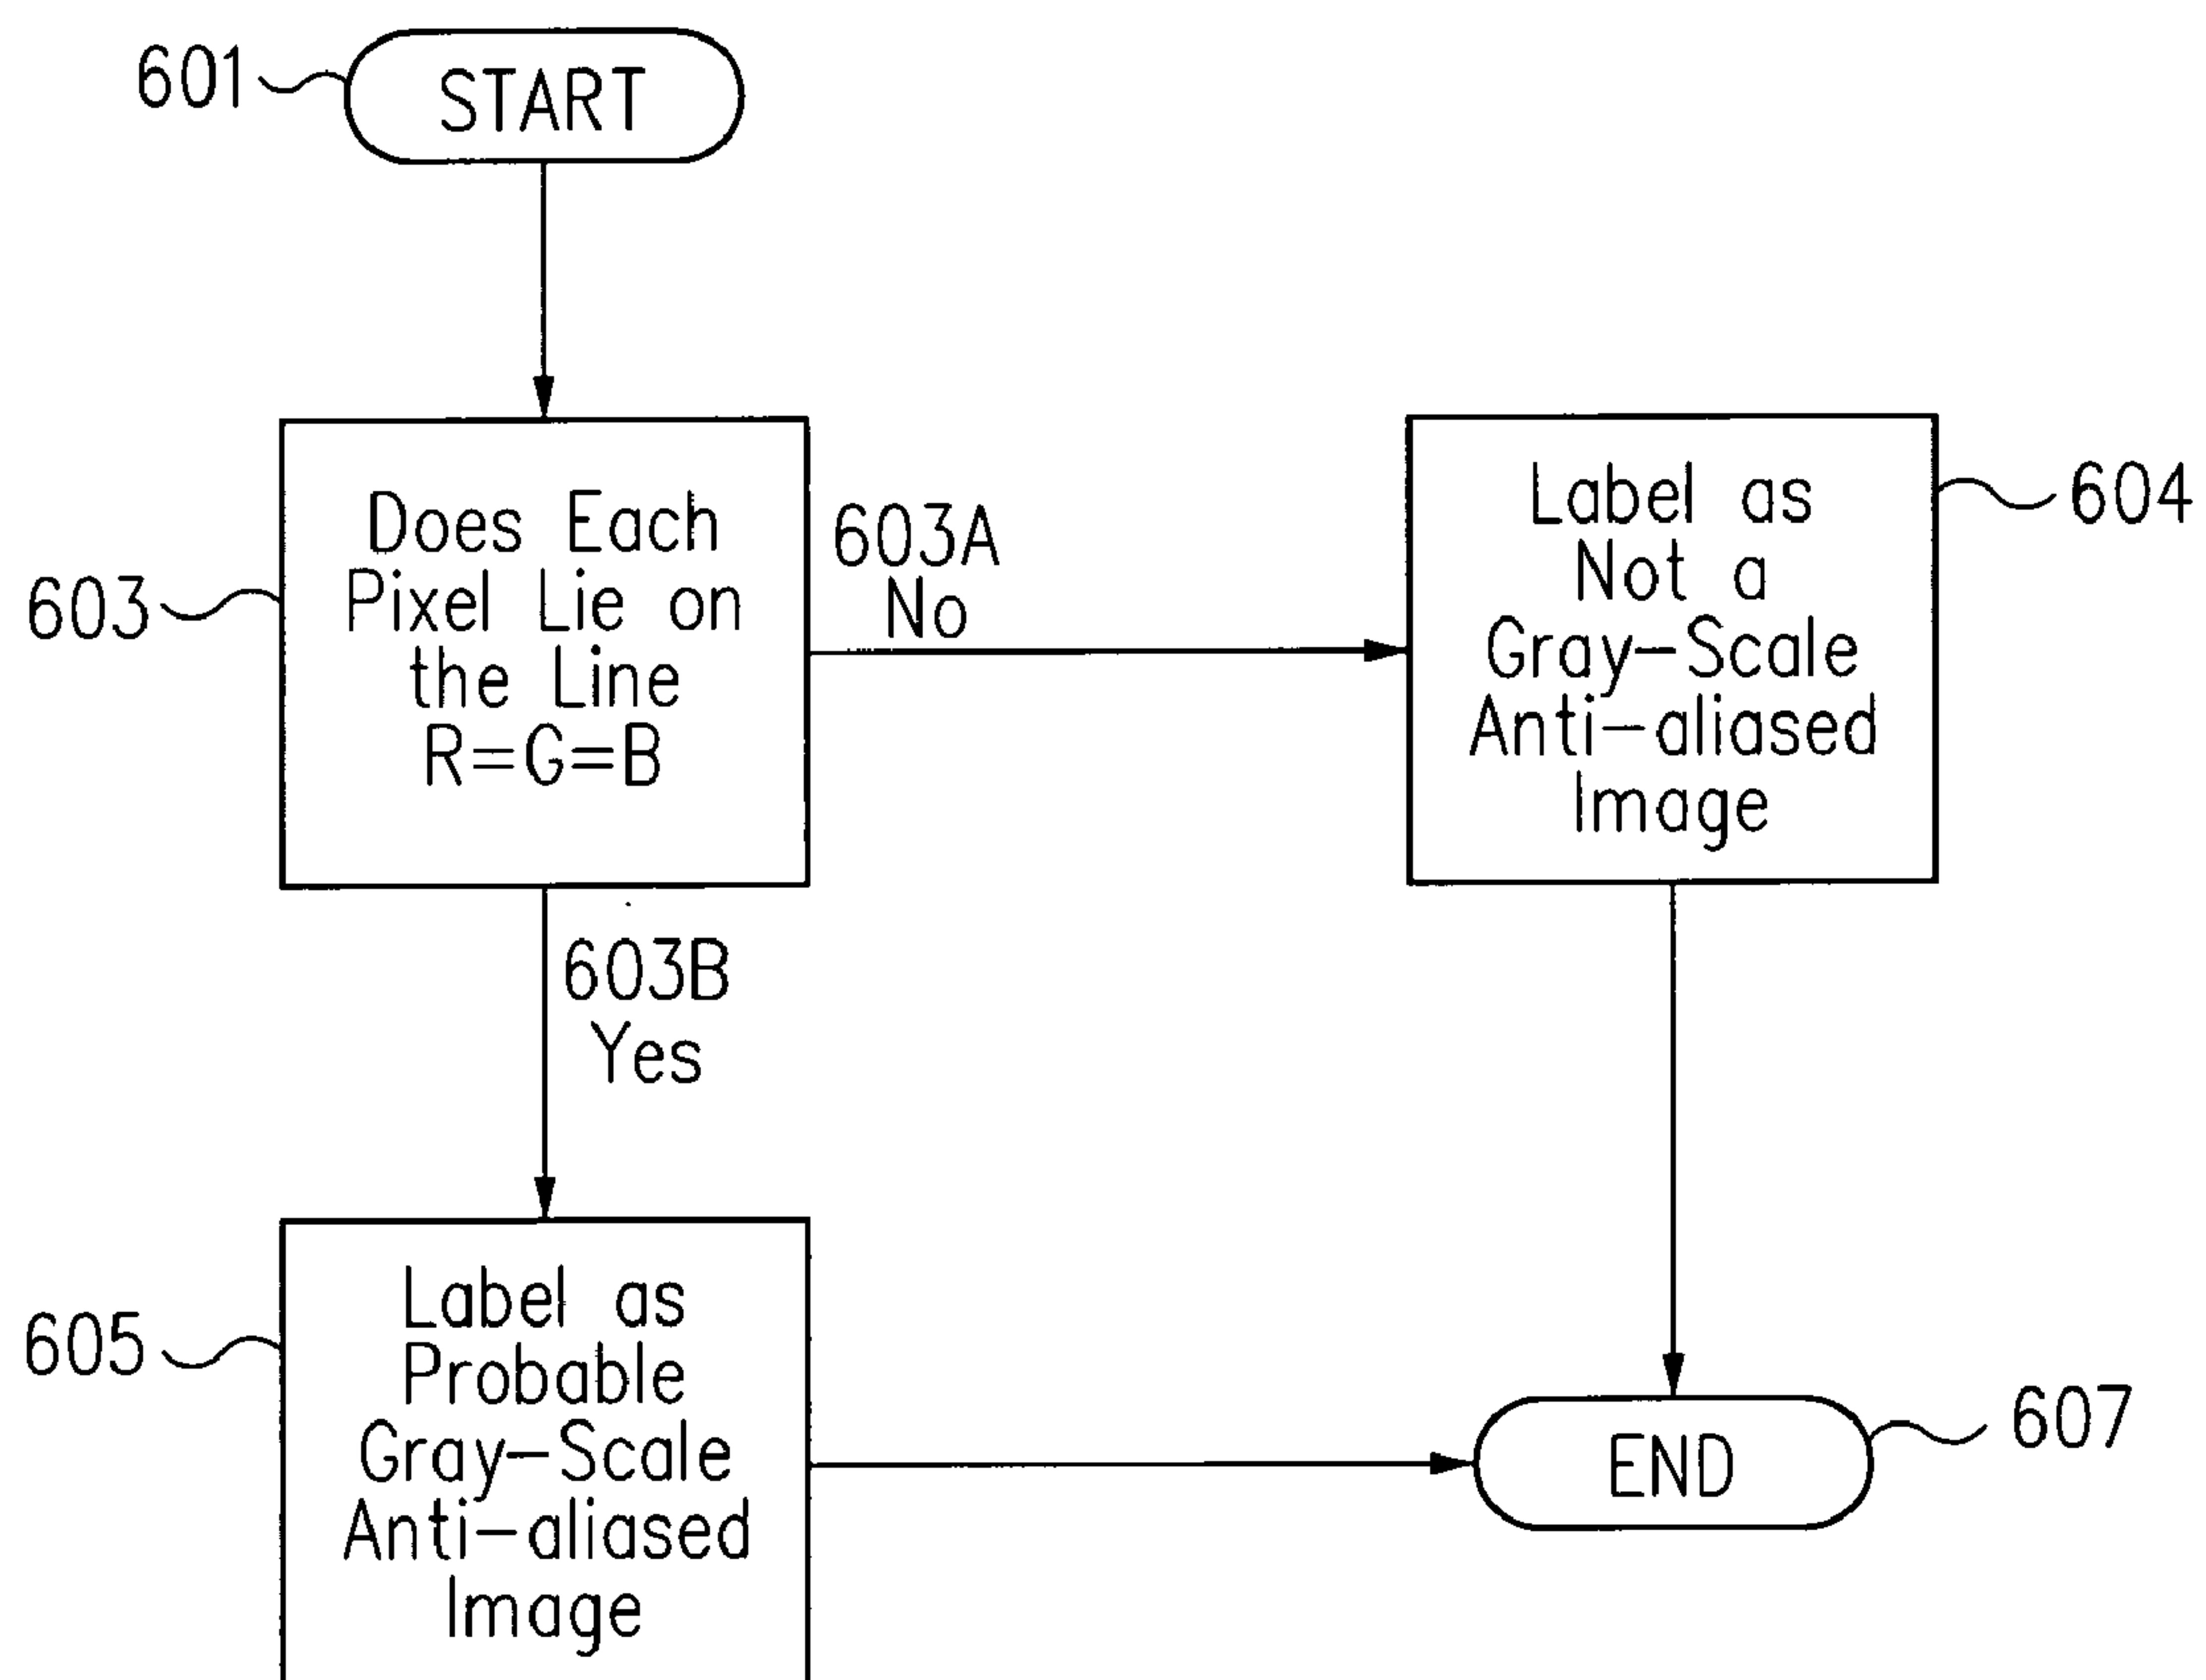 601
START
603
Does Each
Pixel Lie on
the Line
R=G=B
603A
No
604
Label as
Not a
Gray-Scale
Anti-aliased
Image
603B
Yes
605
Label as
Probable
Gray-Scale
Anti-aliased
Image
607
END